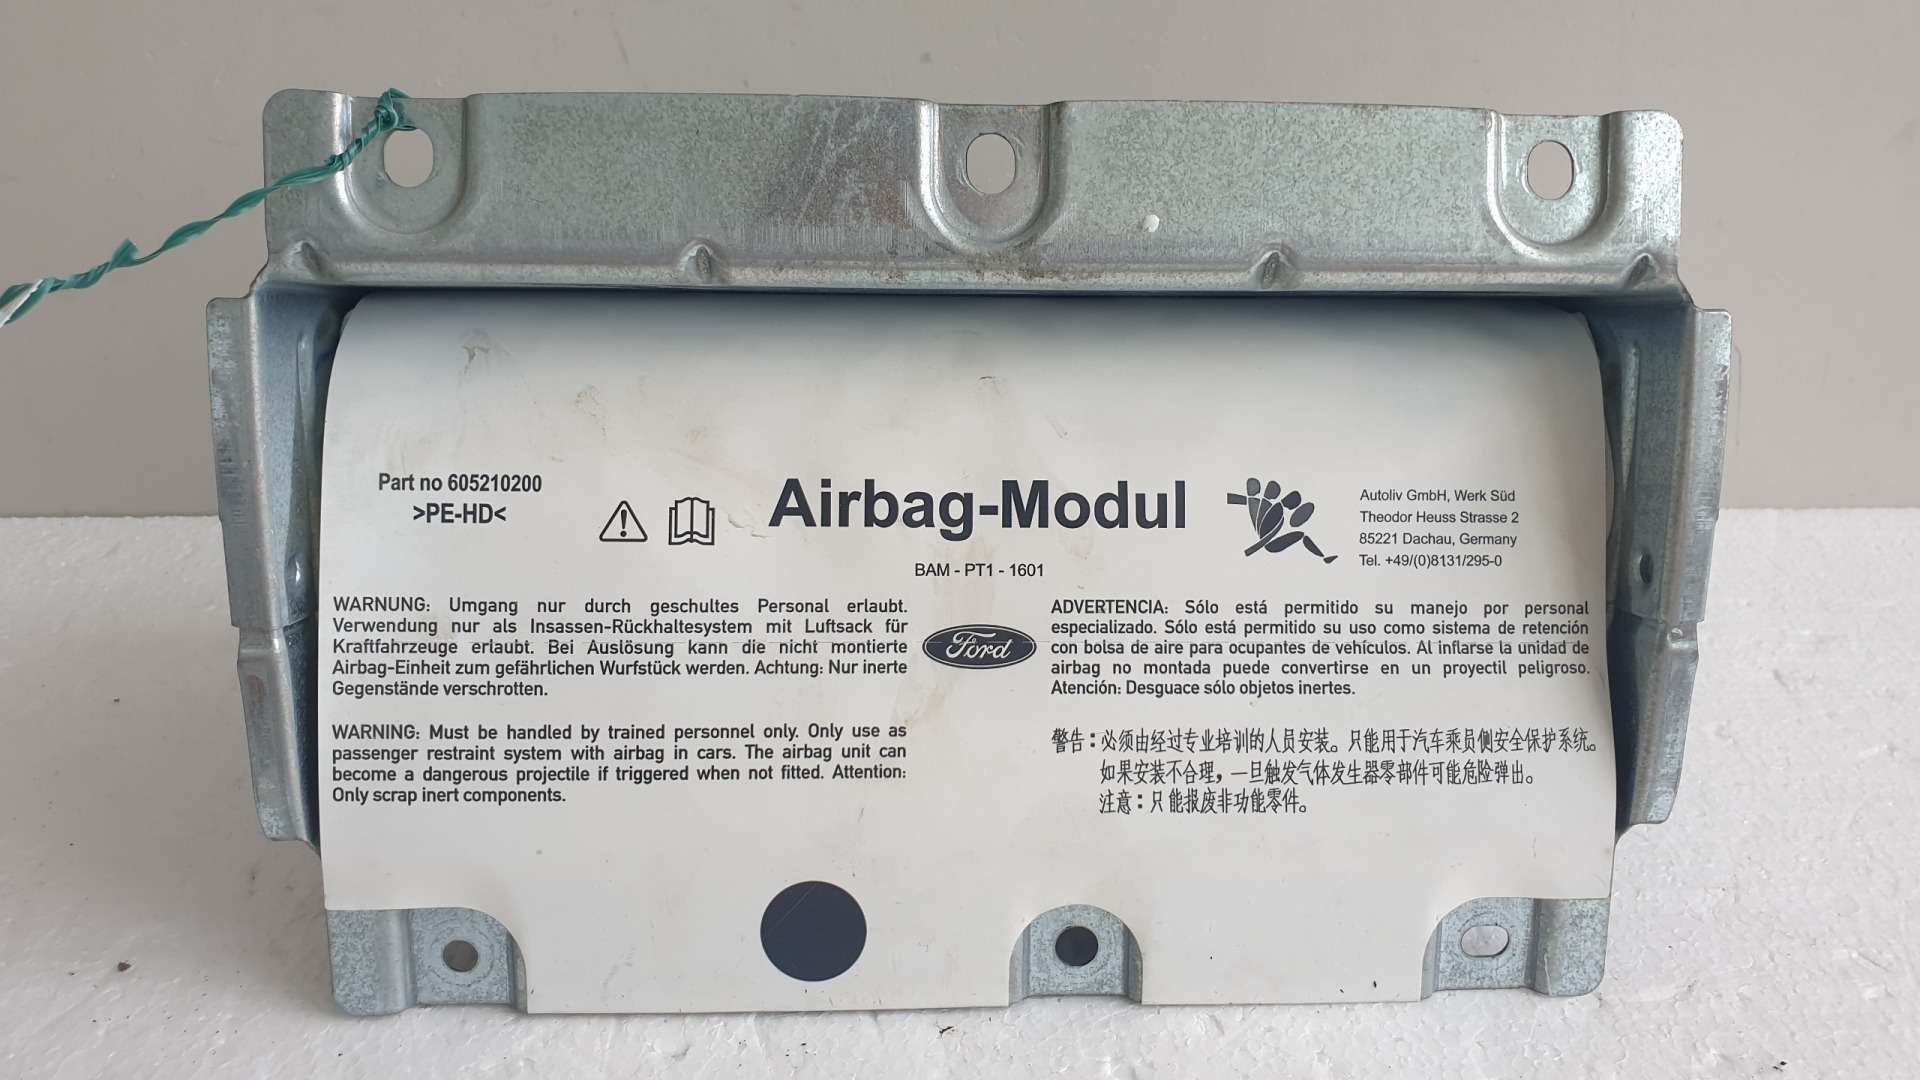 Part no 605210200
>PE-HD<
Airbag-Modul
BAM - PT1 - 1601
Autoliv GmbH, Werk Süd
Theodor Heuss Strasse 2
85221 Dachau, Germany
Tel. +49/(0)8131/295-0
WARNUNG: Umgang nur durch geschultes Personal erlaubt.
Verwendung nur als Insassen-Rückhaltesystem mit Luftsack für
Kraftfahrzeuge erlaubt. Bei Auslösung kann die nicht montierte
Airbag-Einheit zum gefährlichen Wurfstück werden. Achtung: Nur inerte
Gegenstände verschrotten.
WARNING: Must be handled by trained personnel only. Only use as
passenger restraint system with airbag in cars. The airbag unit can
become a dangerous projectile if triggered when not fitted. Attention:
Only scrap inert components.
Ford
ADVERTENCIA: Sólo está permitido su manejo por personal
especializado. Sólo está permitido su uso como sistema de retención
con bolsa de aire para ocupantes de vehículos. Al inflarse la unidad de
airbag no montada puede convertirse en un proyectil peligroso.
Atención: Desguace sólo objetos inertes.
警告：必须由经过专业培训的人员安装。只能用于汽车乘员侧安全保护系统。
如果安装不合理，一旦触发气体发生器零部件可能危险弹出。
注意：只能报废非功能零件。